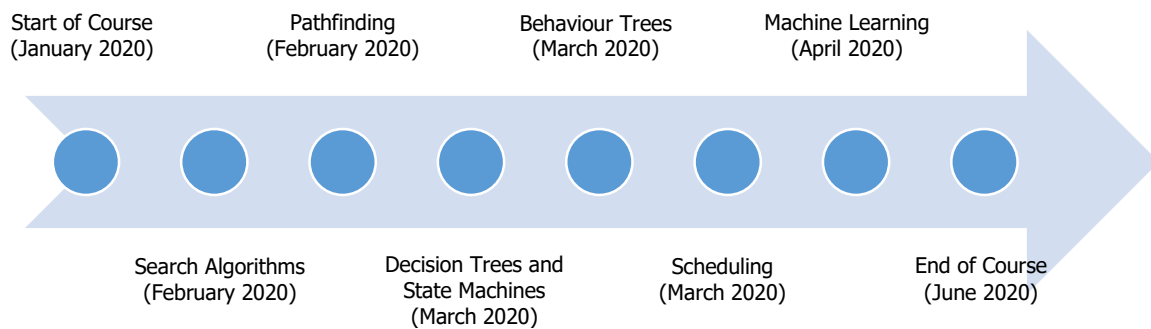 Start of Course
(January 2020)
Pathfinding
(February 2020)
Behaviour Trees
(March 2020)
Machine Learning
(April 2020)
Search Algorithms
(February 2020)
Decision Trees and
State Machines
(March 2020)
Scheduling
(March 2020)
End of Course
(June 2020)